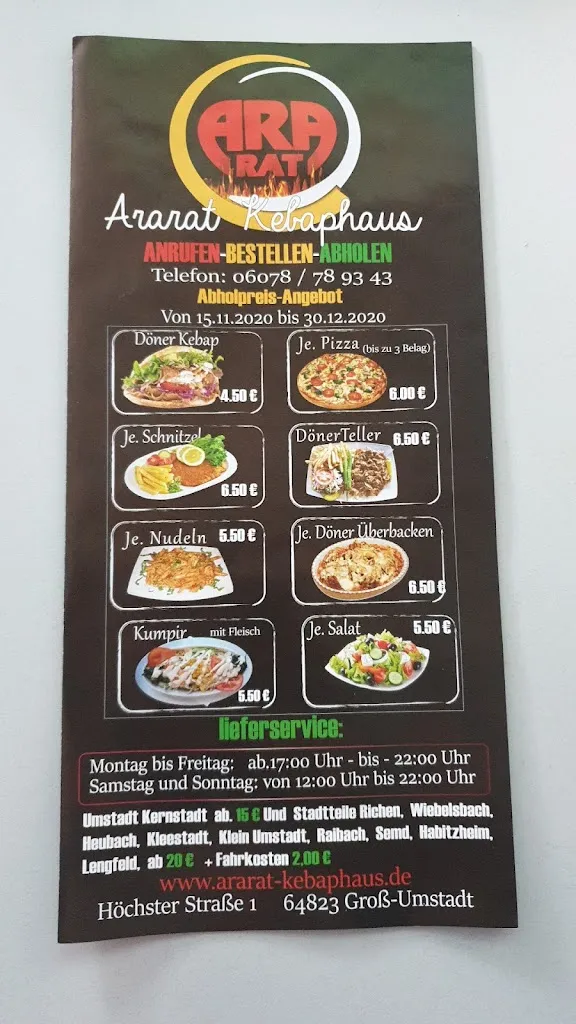 ARA
RAT
Ararat Kebaphaus
ANRUFEN-BESTELLEN-ABHOLEN
Telefon: 06078 / 78 93 43
Abholpreis-Angebot
Von 15.11.2020 bis 30.12.2020
Döner Kebap
4.50 €
Je. Pizza (bis zu 3 Belag)
6.00 €
Je. Schnitzel
6.50 €
DönerTeller 6.50 €
Je. Nudeln 5.50 €
Je. Döner Überbacken
6.50 €
Kumpir mit Fleisch
5.50 €
Je. Salat 5.50 €
lieferservice:
Montag bis Freitag: ab.17:00 Uhr - bis - 22:00 Uhr
Samstag und Sonntag: von 12:00 Uhr bis 22:00 Uhr
Umstadt Kernstadt ab. 15 € Und Stadtteile Richen, Wiebelsbach,
Heubach, Kleestadt, Klein Umstadt, Raibach, Semd, Habitzheim,
Lengfeld, ab 20 € + Fahrkosten 2,00 €
www.ararat-kebaphaus.de
Höchster Straße 1 64823 Groß-Umstadt